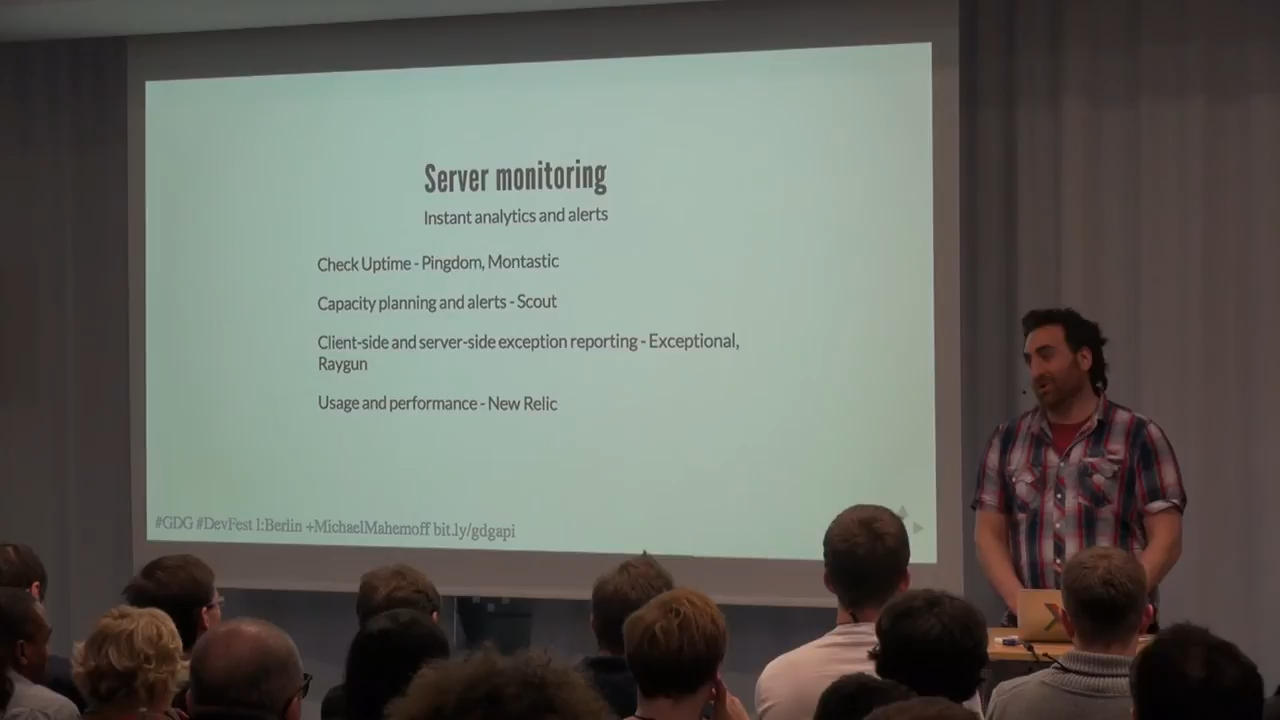 Server monitoring
Instant analytics and alerts
Check Uptime - Pingdom, Montastic
Capacity planning and alerts - Scout
Client-side and server-side exception reporting - Exceptional,
Raygun
Usage and performance - New Relic
#GDG #DevFest l:Berlin +MichaelMahemoff bit.ly/gdgapi